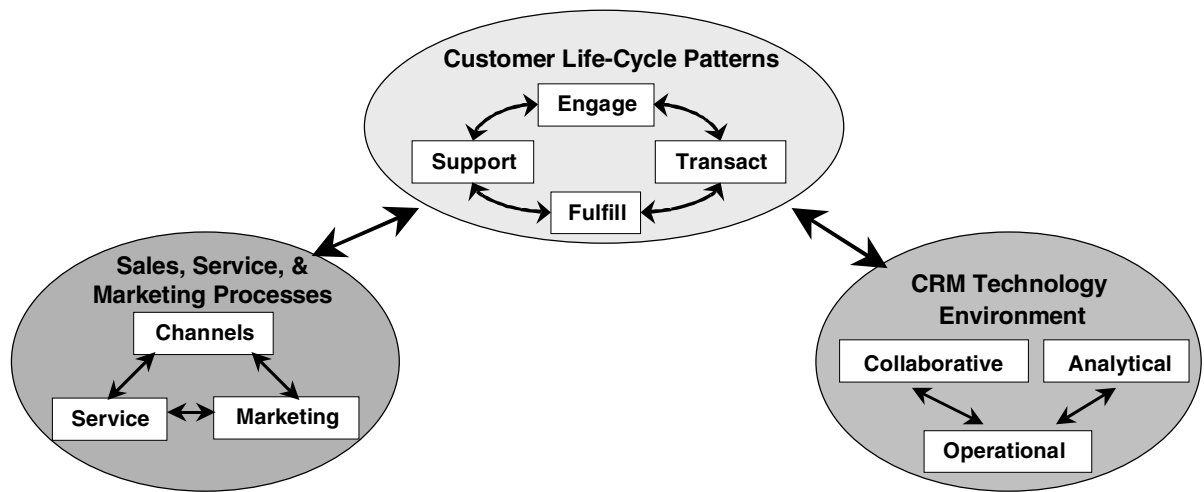 Customer Life-Cycle Patterns
Engage
Support
Transact
Fulfill
Sales, Service, &
Marketing Processes
Channels
Service
Marketing
CRM Technology
Environment
Collaborative
Analytical
Operational